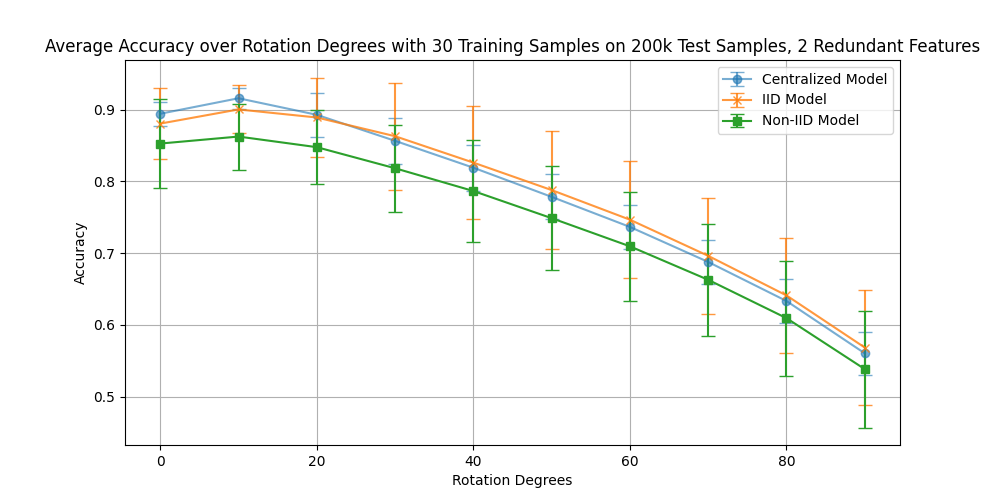 Average Accuracy over Rotation Degrees with 30 Training Samples on 200k Test Samples, 2 Redundant Features
Centralized Model
IID Model
Non-IID Model
Accuracy
0.9
0.8
0.7
0.6
0.5
0 20 40 60 80
Rotation Degrees